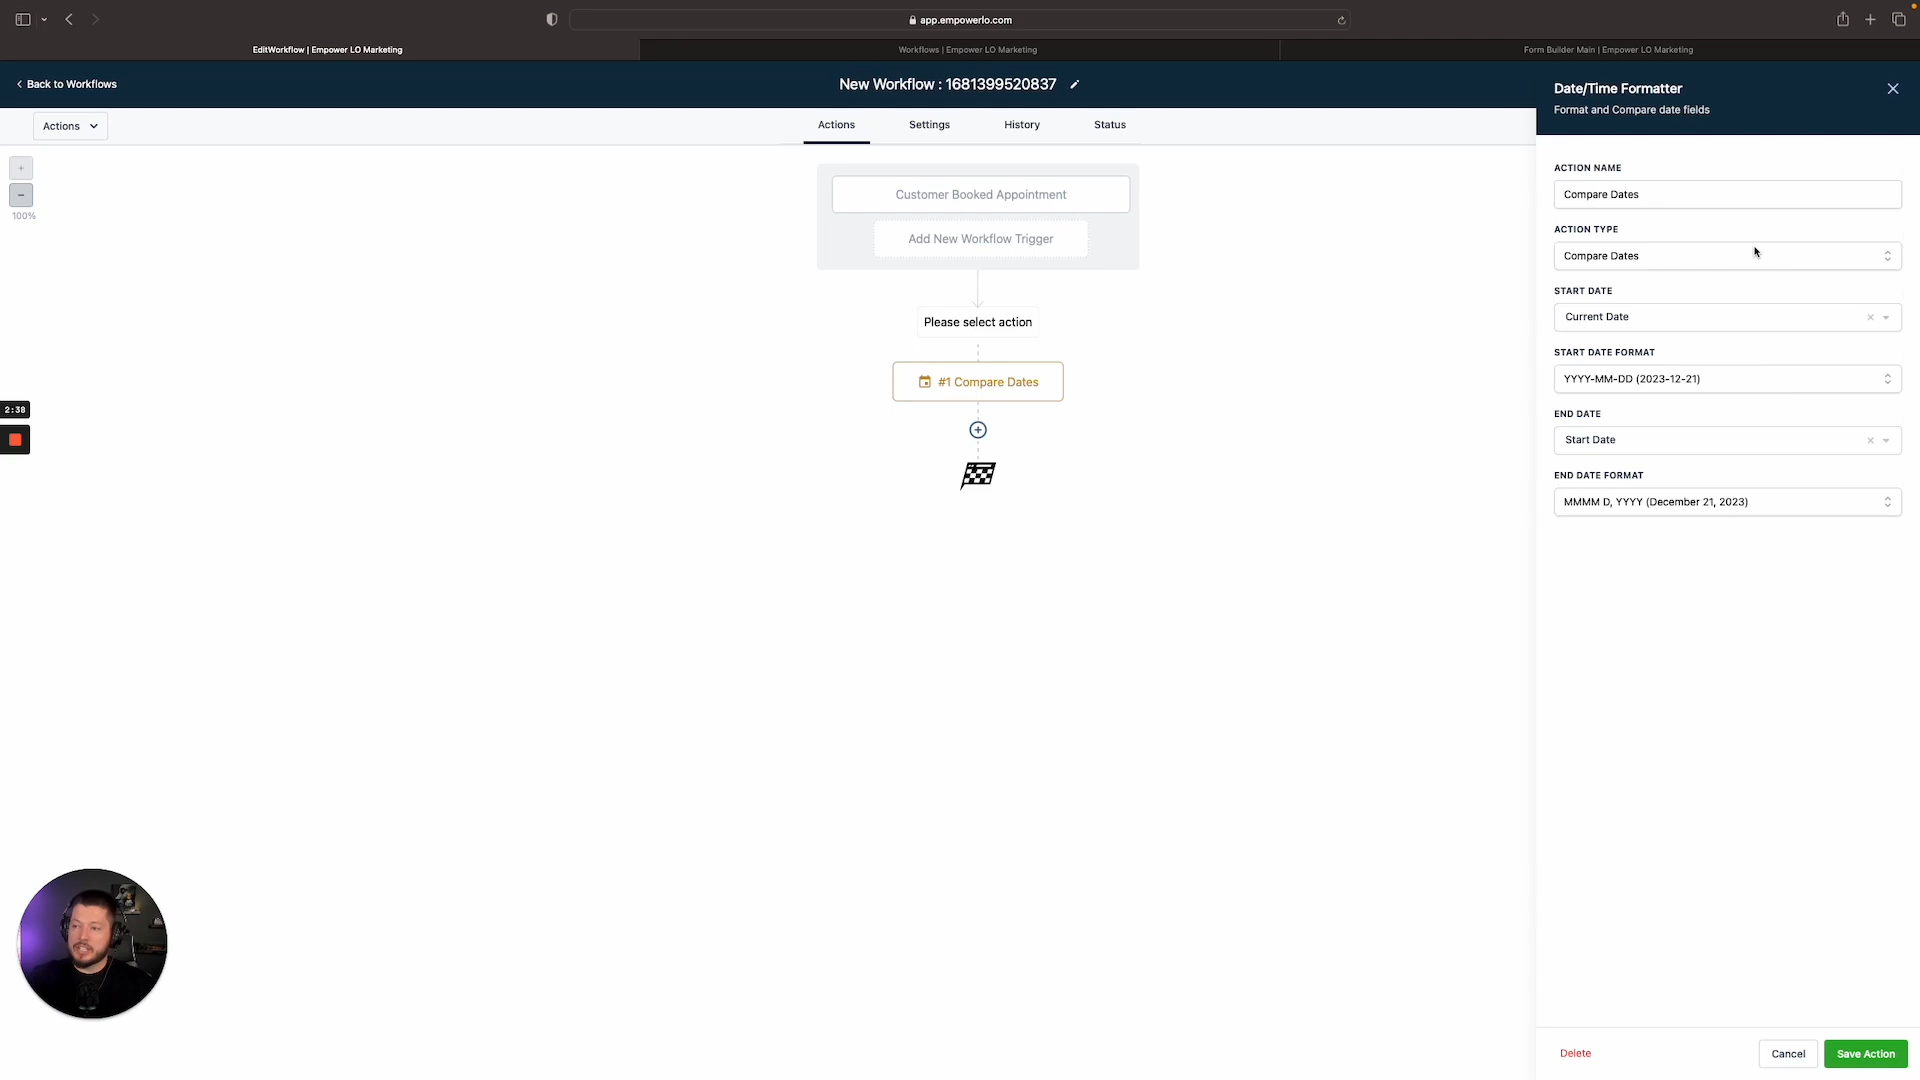 app.empowerlo.com
EditWorkflow | Empower LO Marketing
Workflows | Empower LO Marketing
Form Builder Main | Empower LO Marketing
Back to Workflows
New Workflow : 1681399520837
Date/Time Formatter
Format and Compare date fields
Actions
Actions
Settings
History
Status
100%
Customer Booked Appointment
Add New Workflow Trigger
Please select action
#1 Compare Dates
2:38
ACTION NAME
Compare Dates
ACTION TYPE
Compare Dates
START DATE
Current Date
START DATE FORMAT
YYYY-MM-DD (2023-12-21)
END DATE
Start Date
END DATE FORMAT
MMMM D, YYYY (December 21, 2023)
Delete
Cancel
Save Action